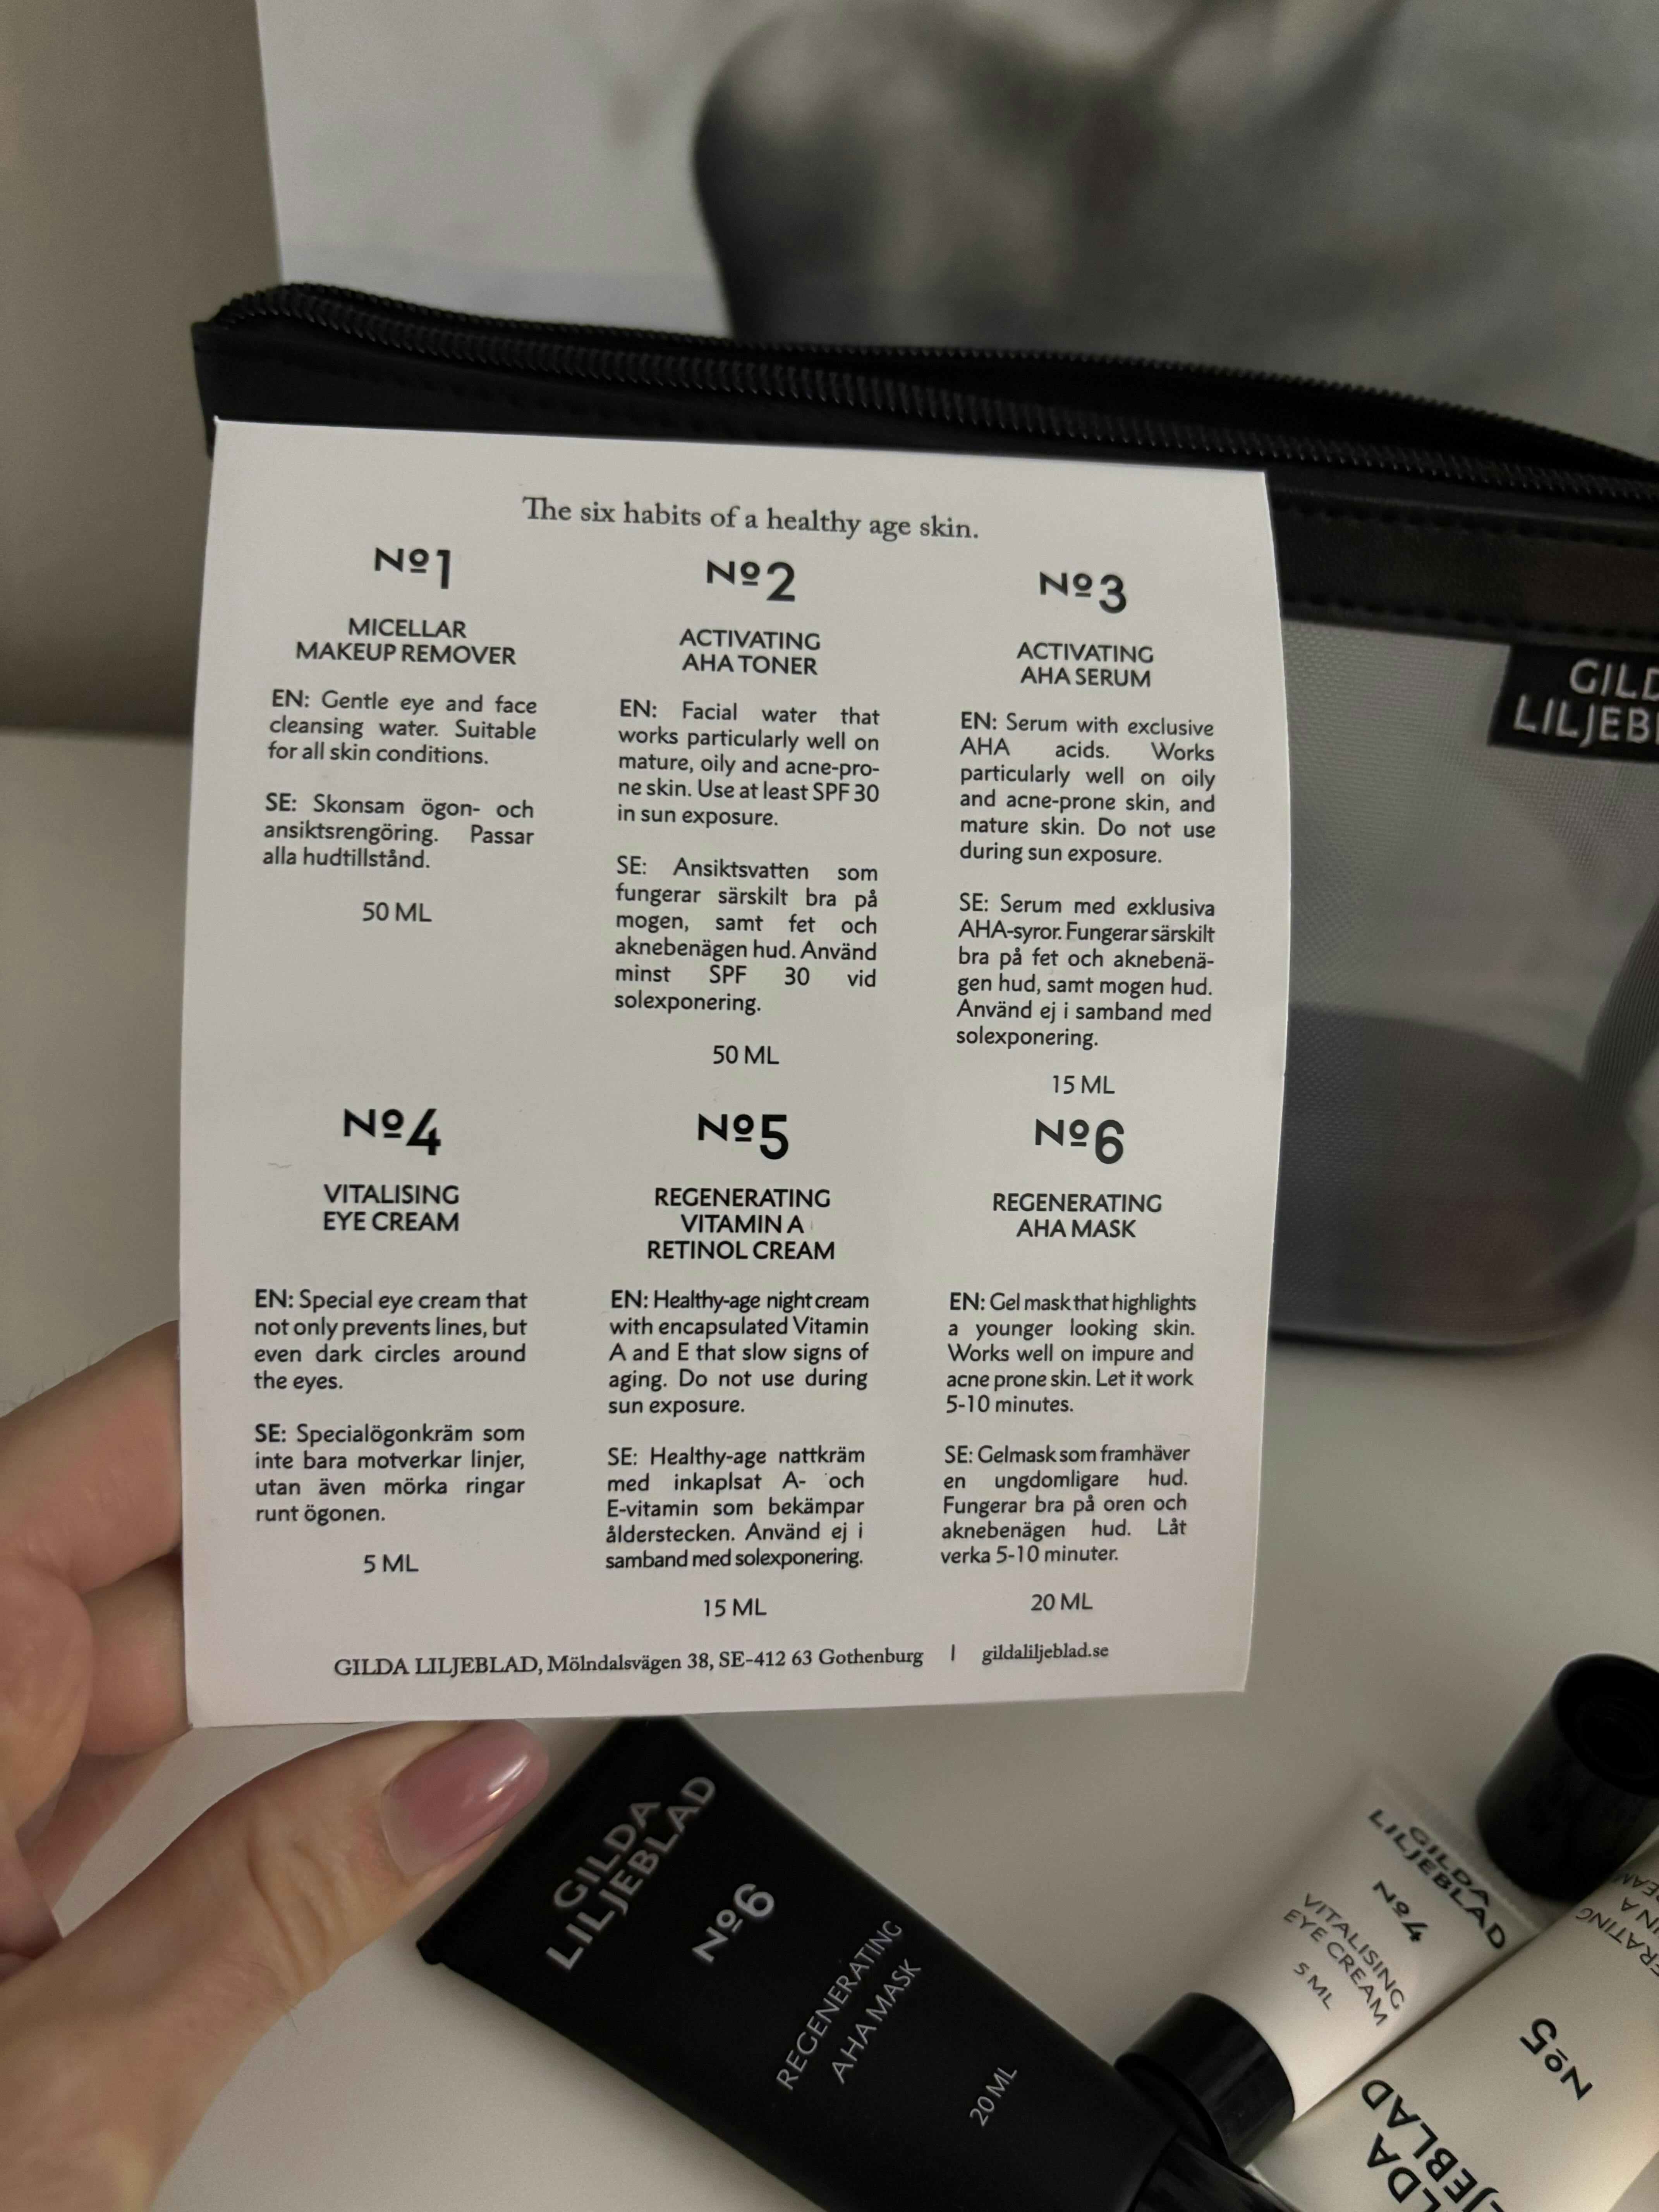 The six habits of a healthy age skin.
Nº1
MICELLAR
MAKEUP REMOVER
EN: Gentle eye and face
cleansing water. Suitable
for all skin conditions.
SE: Skonsam ögon- och
ansiktsrengöring. Passar
alla hudtillstånd.
50 ML
Nº2
ACTIVATING
AHA TONER
EN: Facial water that
works particularly well on
mature, oily and acne-pro-
ne skin. Use at least SPF 30
in sun exposure.
SE: Ansiktsvatten som
fungerar särskilt bra på
mogen, samt fet och
aknebenägen hud. Använd
minst SPF 30 vid
solexponering.
50 ML
Nº3
ACTIVATING
AHA SERUM
EN: Serum with exclusive
AHA acids. Works
particularly well on oily
and acne-prone skin, and
mature skin. Do not use
during sun exposure.
SE: Serum med exklusiva
AHA-syror. Fungerar särskilt
bra på fet och aknebenä-
gen hud, samt mogen hud.
Använd ej i samband med
solexponering.
15 ML
Nº4
VITALISING
EYE CREAM
EN: Special eye cream that
not only prevents lines, but
even dark circles around
the eyes.
SE: Specialögonkräm som
inte bara motverkar linjer,
utan även mörka ringar
runt ögonen.
5 ML
Nº5
REGENERATING
VITAMIN A
RETINOL CREAM
EN: Healthy-age night cream
with encapsulated Vitamin
A and E that slow signs of
aging. Do not use during
sun exposure.
SE: Healthy-age nattkräm
med inkaplsat A- och
E-vitamin som bekämpar
ålderstecken. Använd ej i
samband med solexponering.
15 ML
Nº6
REGENERATING
AHA MASK
EN: Gel mask that highlights
a younger looking skin.
Works well on impure and
acne prone skin. Let it work
5-10 minutes.
SE: Gelmask som framhäver
en ungdomligare hud.
Fungerar bra på oren och
aknebenägen hud. Låt
verka 5-10 minuter.
20 ML
GILDA LILJEBLAD, Mölndalsvägen 38, SE-412 63 Gothenburg | gildaliljeblad.se
GILDA
LILJEBLAD
Nº6
REGENERATING
AHA MASK
20 ML
GILDA
LILJEBLAD
Nº4
VITALISING
EYE CREAM
5 ML
Nº5